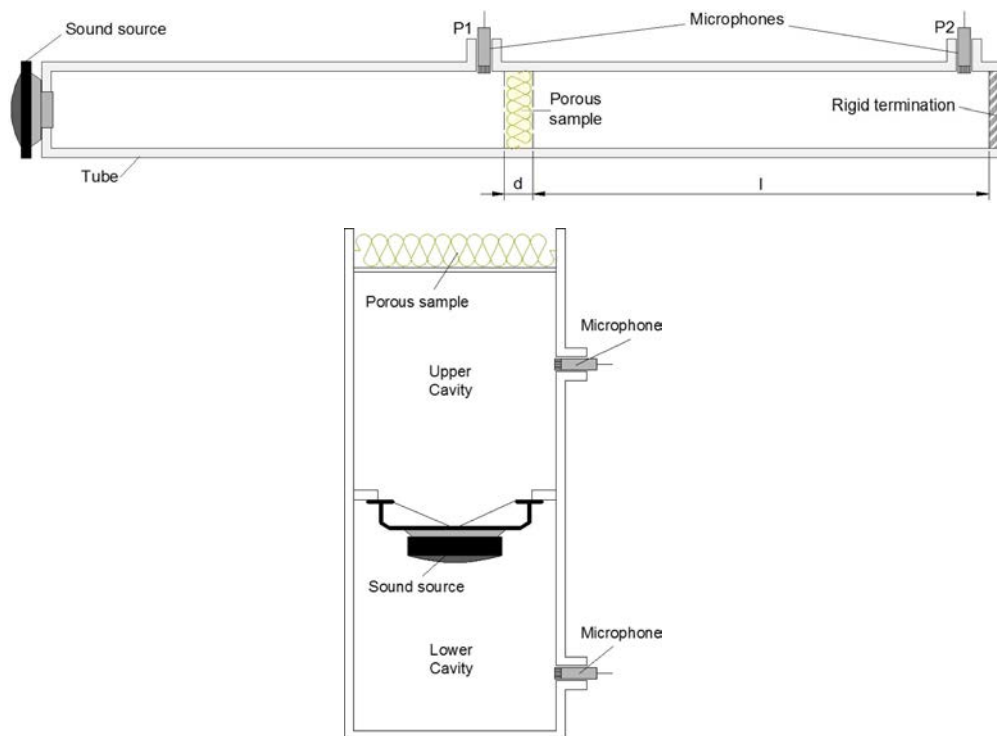 Sound source
P1
Microphones
P2
Porous
sample
Rigid termination
Tube
d
l
Porous sample
Microphone
Upper
Cavity
Sound source
Microphone
Lower
Cavity